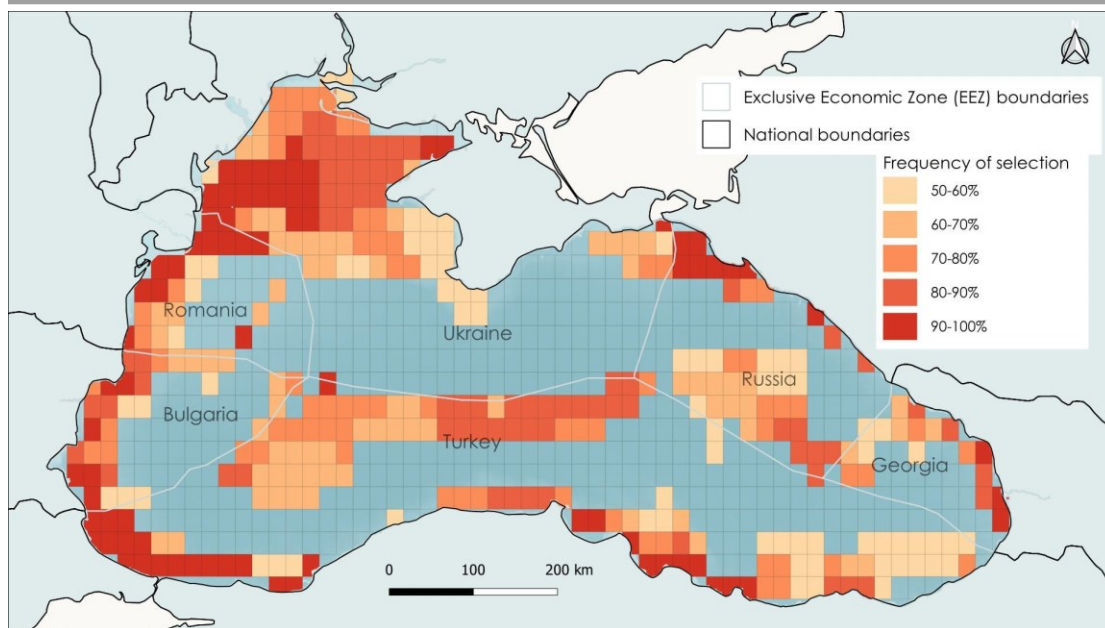 N
Exclusive Economic Zone (EEZ) boundaries
National boundaries
Frequency of selection
50-60%
60-70%
70-80%
80-90%
90-100%
Romania
Ukraine
Russia
Bulgaria
Turkey
Georgia
0 100 200 km